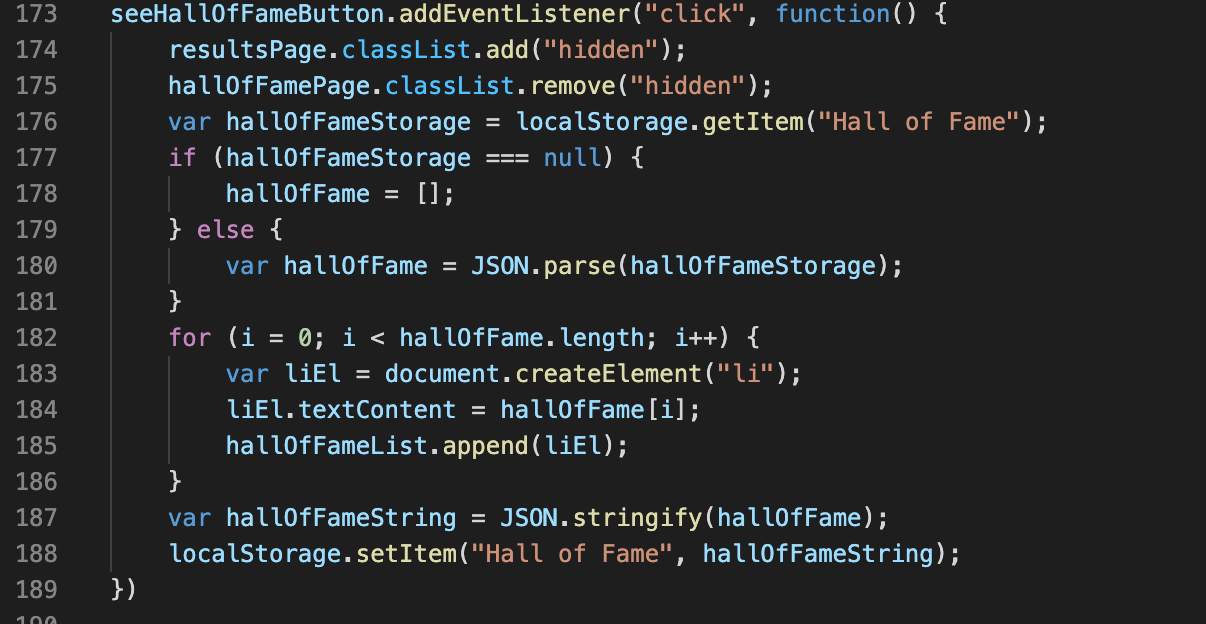 173 seeHallOfFameButton.addEventListener("click", function() {
174 resultsPage.classList.add("hidden");
175 hallOfFamePage.classList.remove("hidden");
176 var hallOfFameStorage = localStorage.getItem("Hall of Fame");
177 if (hallOfFameStorage === null) {
178 hallOfFame = [];
179 } else {
180 var hallOfFame = JSON.parse(hallOfFameStorage);
181 }
182 for (i = 0; i < hallOfFame.length; i++) {
183 var liEl = document.createElement("li");
184 liEl.textContent = hallOfFame[i];
185 hallOfFameList.append(liEl);
186 }
187 var hallOfFameString = JSON.stringify(hallOfFame);
188 localStorage.setItem("Hall of Fame", hallOfFameString);
189 })
190